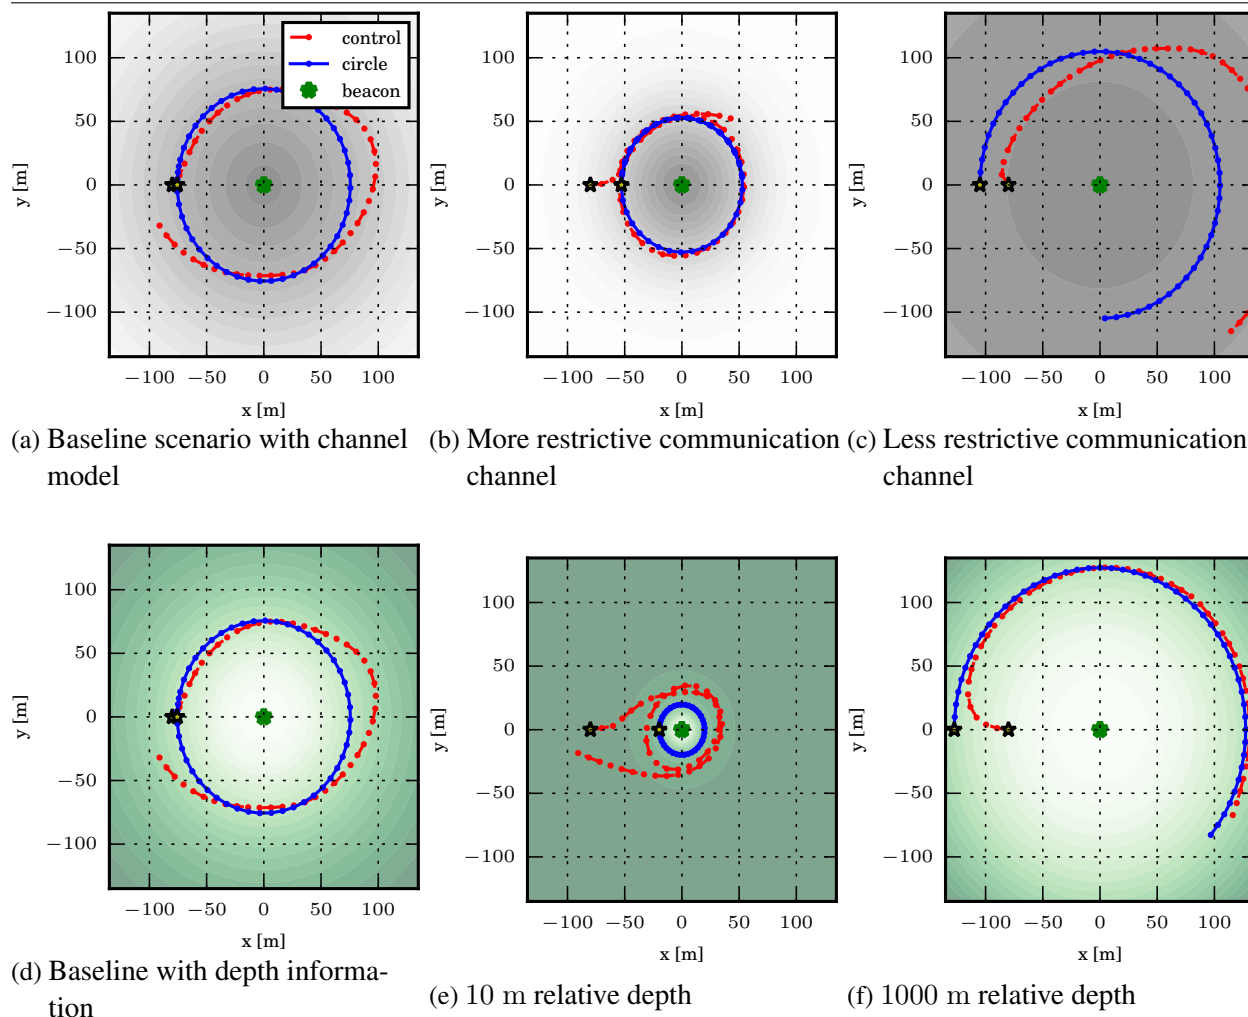 control
circle
beacon
y [m]
100
50
0
−50
−100
−100 −50 0 50 100
x [m]
y [m]
100
50
0
−50
−100
−100 −50 0 50 100
x [m]
y [m]
100
50
0
−50
−100
−100 −50 0 50 100
x [m]
(a) Baseline scenario with channel
model
(b) More restrictive communication
channel
(c) Less restrictive communication
channel
y [m]
100
50
0
−50
−100
−100 −50 0 50 100
x [m]
y [m]
100
50
0
−50
−100
−100 −50 0 50 100
x [m]
y [m]
100
50
0
−50
−100
−100 −50 0 50 100
x [m]
(d) Baseline with depth informa-
tion
(e) 10 m relative depth
(f) 1000 m relative depth